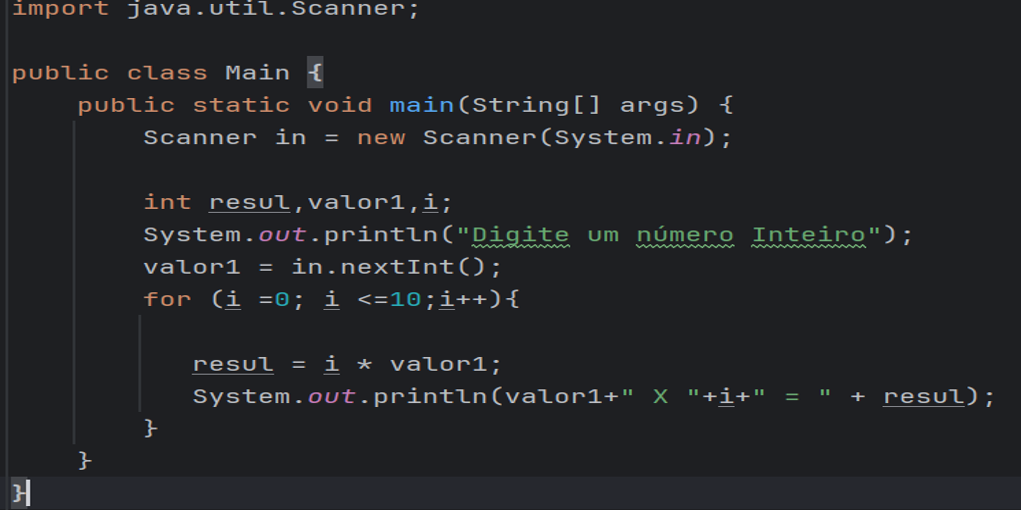 import java.util.Scanner;
public class Main {
public static void main(String[] args) {
Scanner in = new Scanner(System.in);
int resul,valor1,i;
System.out.println("Digite um número Inteiro");
valor1 = in.nextInt();
for (i =0; i <=10;i++){
resul = i * valor1;
System.out.println(valor1+" X "+i+" = " + resul);
}
}
}